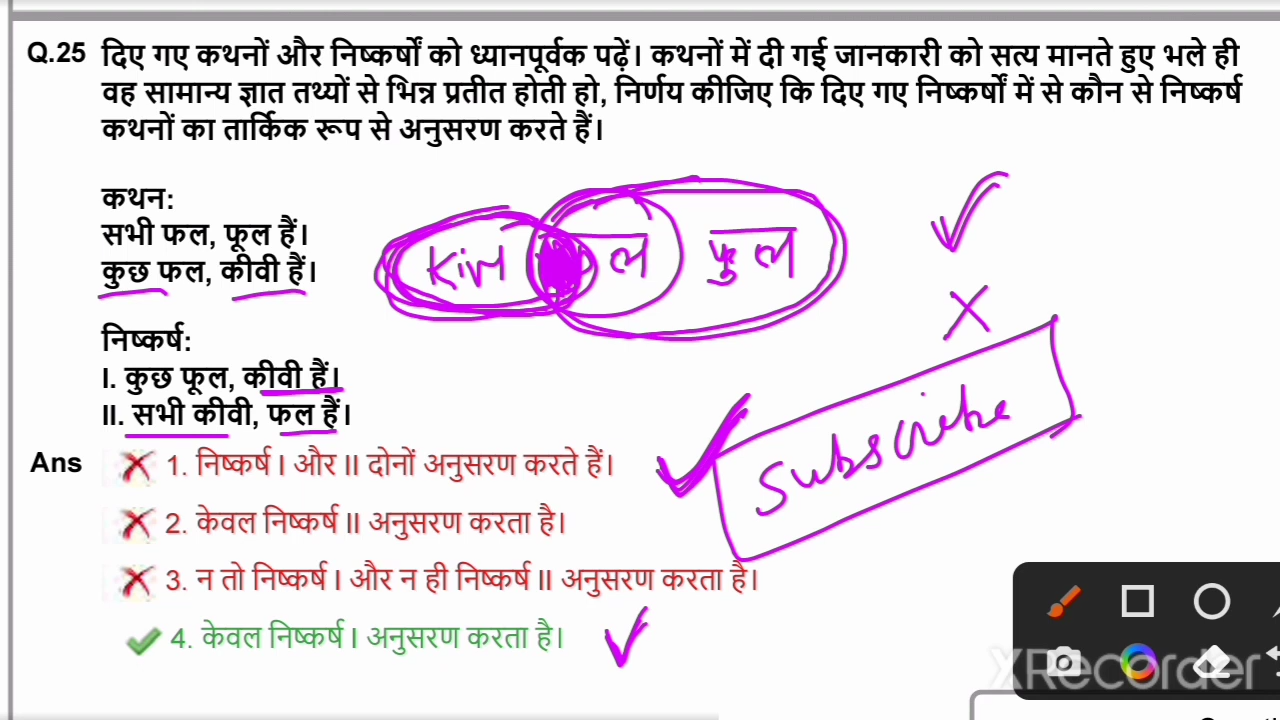 Q.25 दिए गए कथनों और निष्कर्षों को ध्यानपूर्वक पढ़ें। कथनों में दी गई जानकारी को सत्य मानते हुए भले ही
वह सामान्य ज्ञात तथ्यों से भिन्न प्रतीत होती हो, निर्णय कीजिए कि दिए गए निष्कर्षों में से कौन से निष्कर्ष
कथनों का तार्किक रूप से अनुसरण करते हैं।
कथन:
सभी फल, फूल हैं।
कुछ फल, कीवी हैं।
फुल
निष्कर्ष:
I. कुछ फूल, कीवी हैं।
II. सभी कीवी, फल हैं।
Subscribe
Ans 1. निष्कर्ष I और II दोनों अनुसरण करते हैं।
2. केवल निष्कर्ष II अनुसरण करता है।
3. न तो निष्कर्ष I और न ही निष्कर्ष II अनुसरण करता है।
4. केवल निष्कर्ष I अनुसरण करता है।
XRecorder